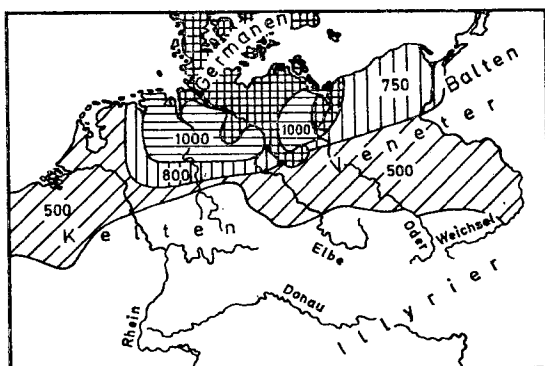 Germanen
Balten
750
Veneter
1000
1000
800
500
500
Kelten
Elbe
Oder
Weichsel
Rhein
Donau
Illyrier